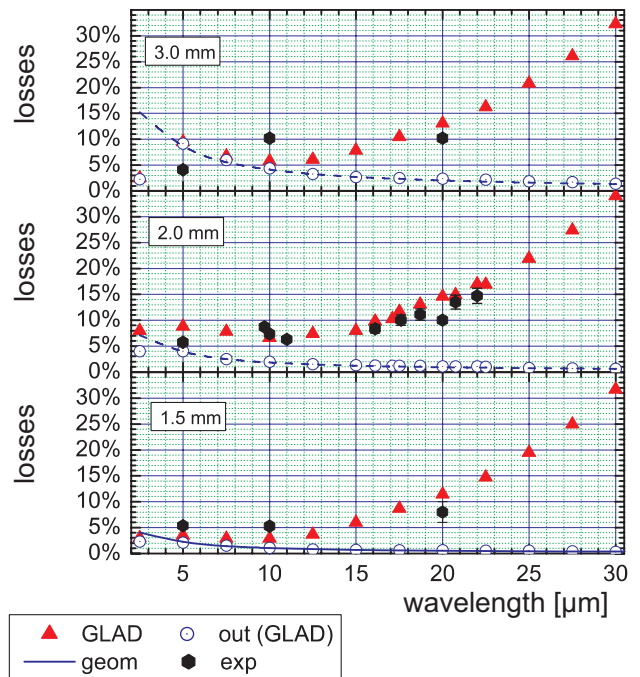 3.0 mm
30%
25%
20%
15%
10%
5%
0%
losses
2.0 mm
30%
25%
20%
15%
10%
5%
0%
losses
1.5 mm
30%
25%
20%
15%
10%
5%
0%
losses
5 10 15 20 25 30
wavelength [µm]
GLAD out (GLAD)
geom exp